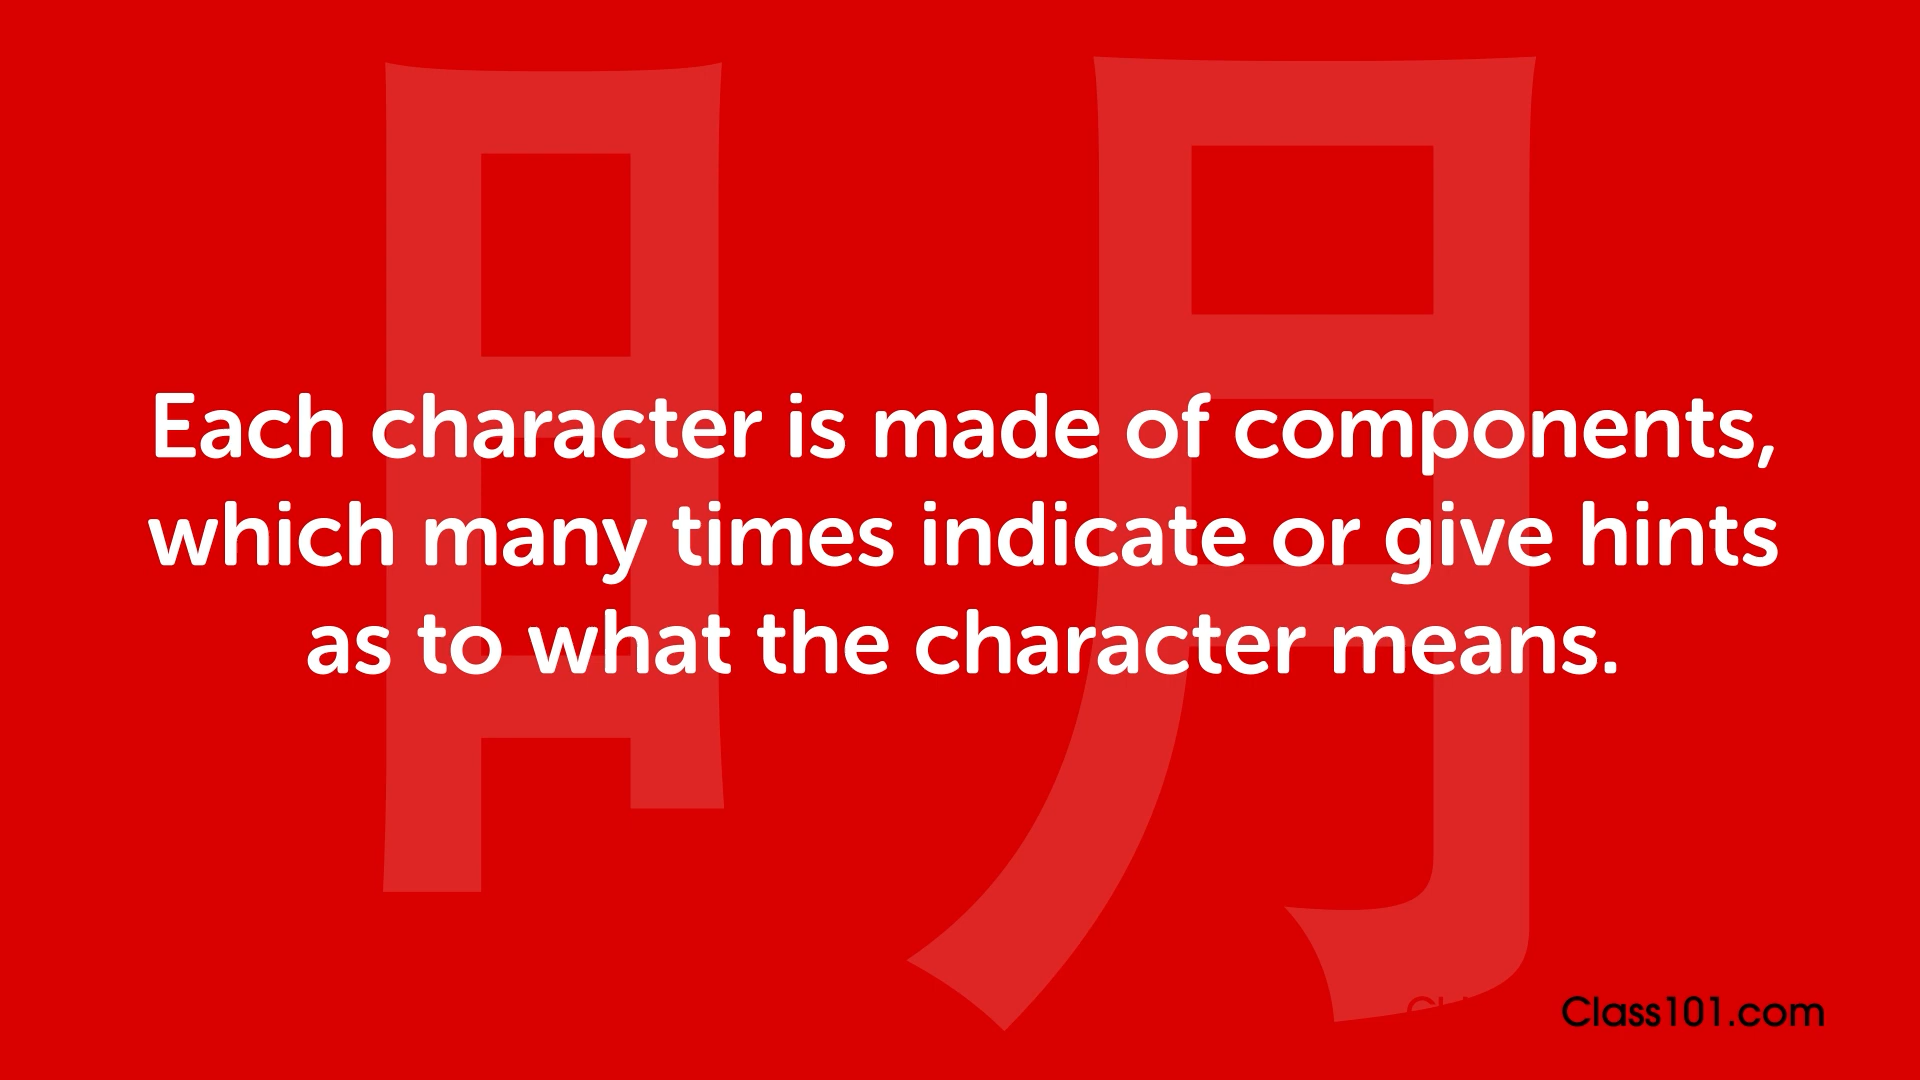 明
Each character is made of components,
which many times indicate or give hints
as to what the character means.
Class101.com